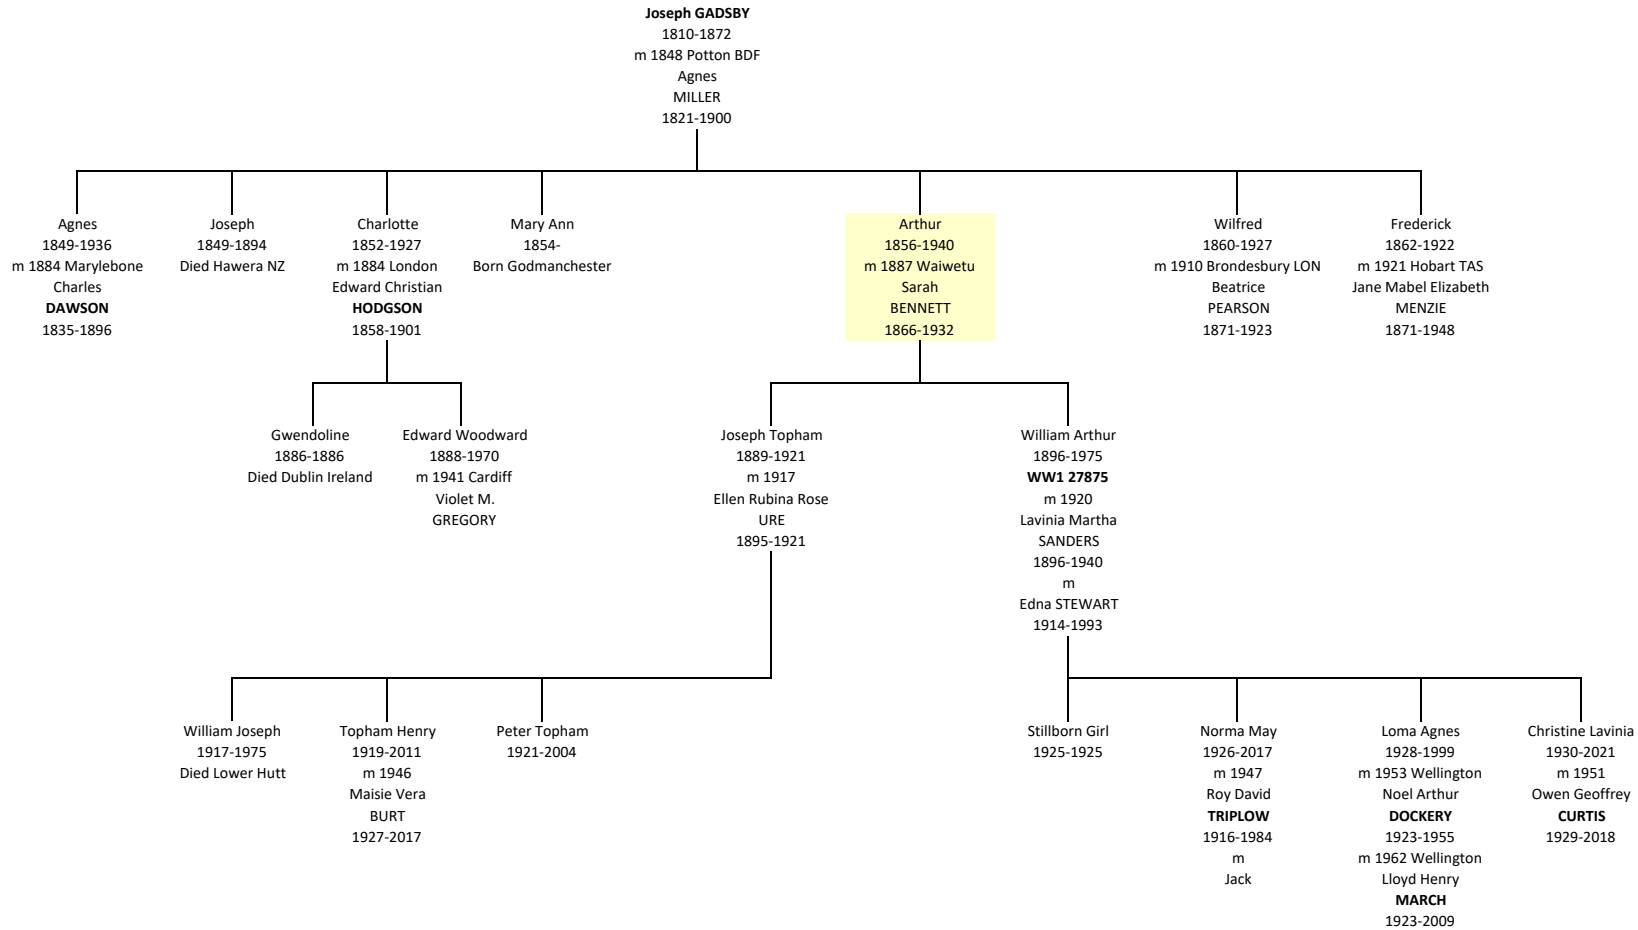 Joseph GADSBY
1810-1872
m 1848 Potton BDF
Agnes
MILLER
1821-1900
Agnes
1849-1936
m 1884 Marylebone
Charles
DAWSON
1835-1896
Joseph
1849-1894
Died Hawera NZ
Charlotte
1852-1927
m 1884 London
Edward Christian
HODGSON
1858-1901
Mary Ann
1854-
Born Godmanchester
Arthur
1856-1940
m 1887 Waiwetu
Sarah
BENNETT
1866-1932
Wilfred
1860-1927
m 1910 Brondesbury LON
Beatrice
PEARSON
1871-1923
Frederick
1862-1922
m 1921 Hobart TAS
Jane Mabel Elizabeth
MENZIE
1871-1948
Gwendoline
1886-1886
Died Dublin Ireland
Edward Woodward
1888-1970
m 1941 Cardiff
Violet M.
GREGORY
Joseph Topham
1889-1921
m 1917
Ellen Rubina Rose
URE
1895-1921
William Arthur
1896-1975
WW1 27875
m 1920
Lavinia Martha
SANDERS
1896-1940
m
Edna STEWART
1914-1993
William Joseph
1917-1975
Died Lower Hutt
Topham Henry
1919-2011
m 1946
Maisie Vera
BURT
1927-2017
Peter Topham
1921-2004
Stillborn Girl
1925-1925
Norma May
1926-2017
m 1947
Roy David
TRIPLOW
1916-1984
m
Jack
Loma Agnes
1928-1999
m 1953 Wellington
Noel Arthur
DOCKERY
1923-1955
m 1962 Wellington
Lloyd Henry
MARCH
1923-2009
Christine Lavinia
1930-2021
m 1951
Owen Geoffrey
CURTIS
1929-2018